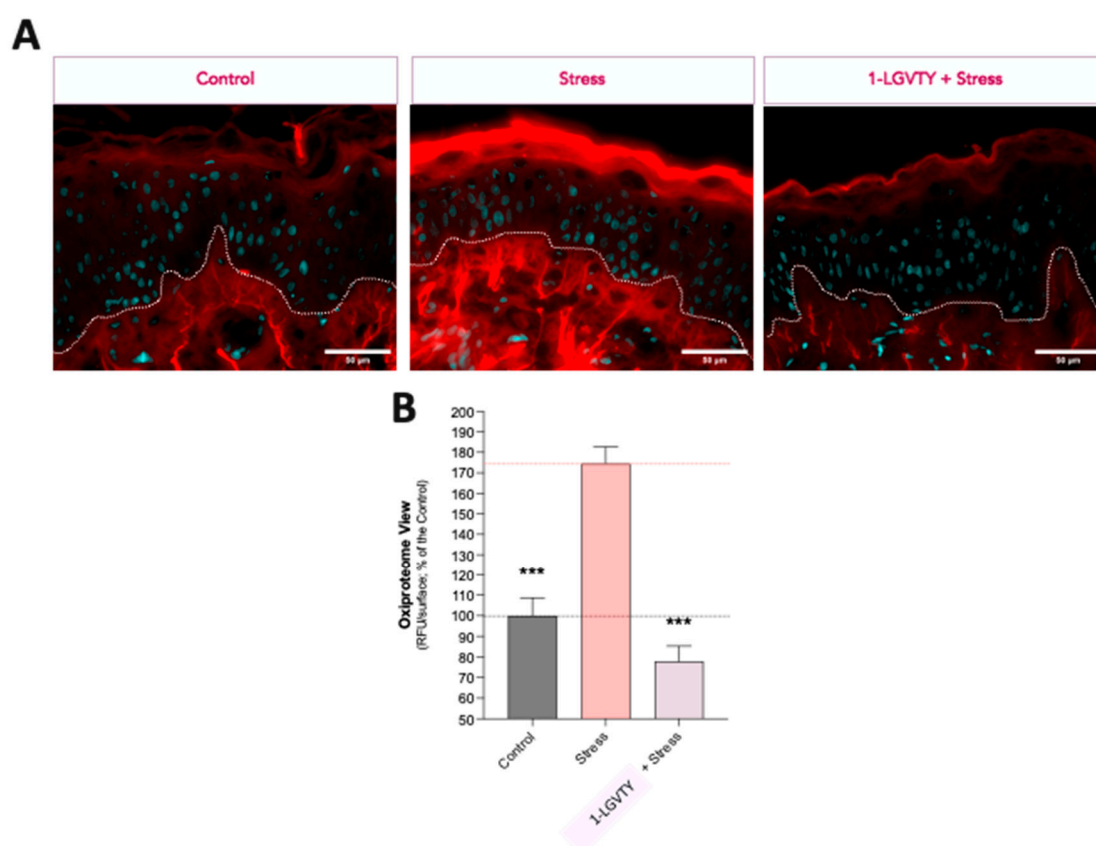 A
Control
Stress
1-LGVTY + Stress
50 µm
50 µm
50 µm
B
Oxiproteome View
(RFU/surface; % of the Control)
200
190
180
170
160
150
140
130
120
110
100
90
80
70
60
50
***
***
Control
Stress
1-LGVTY + Stress